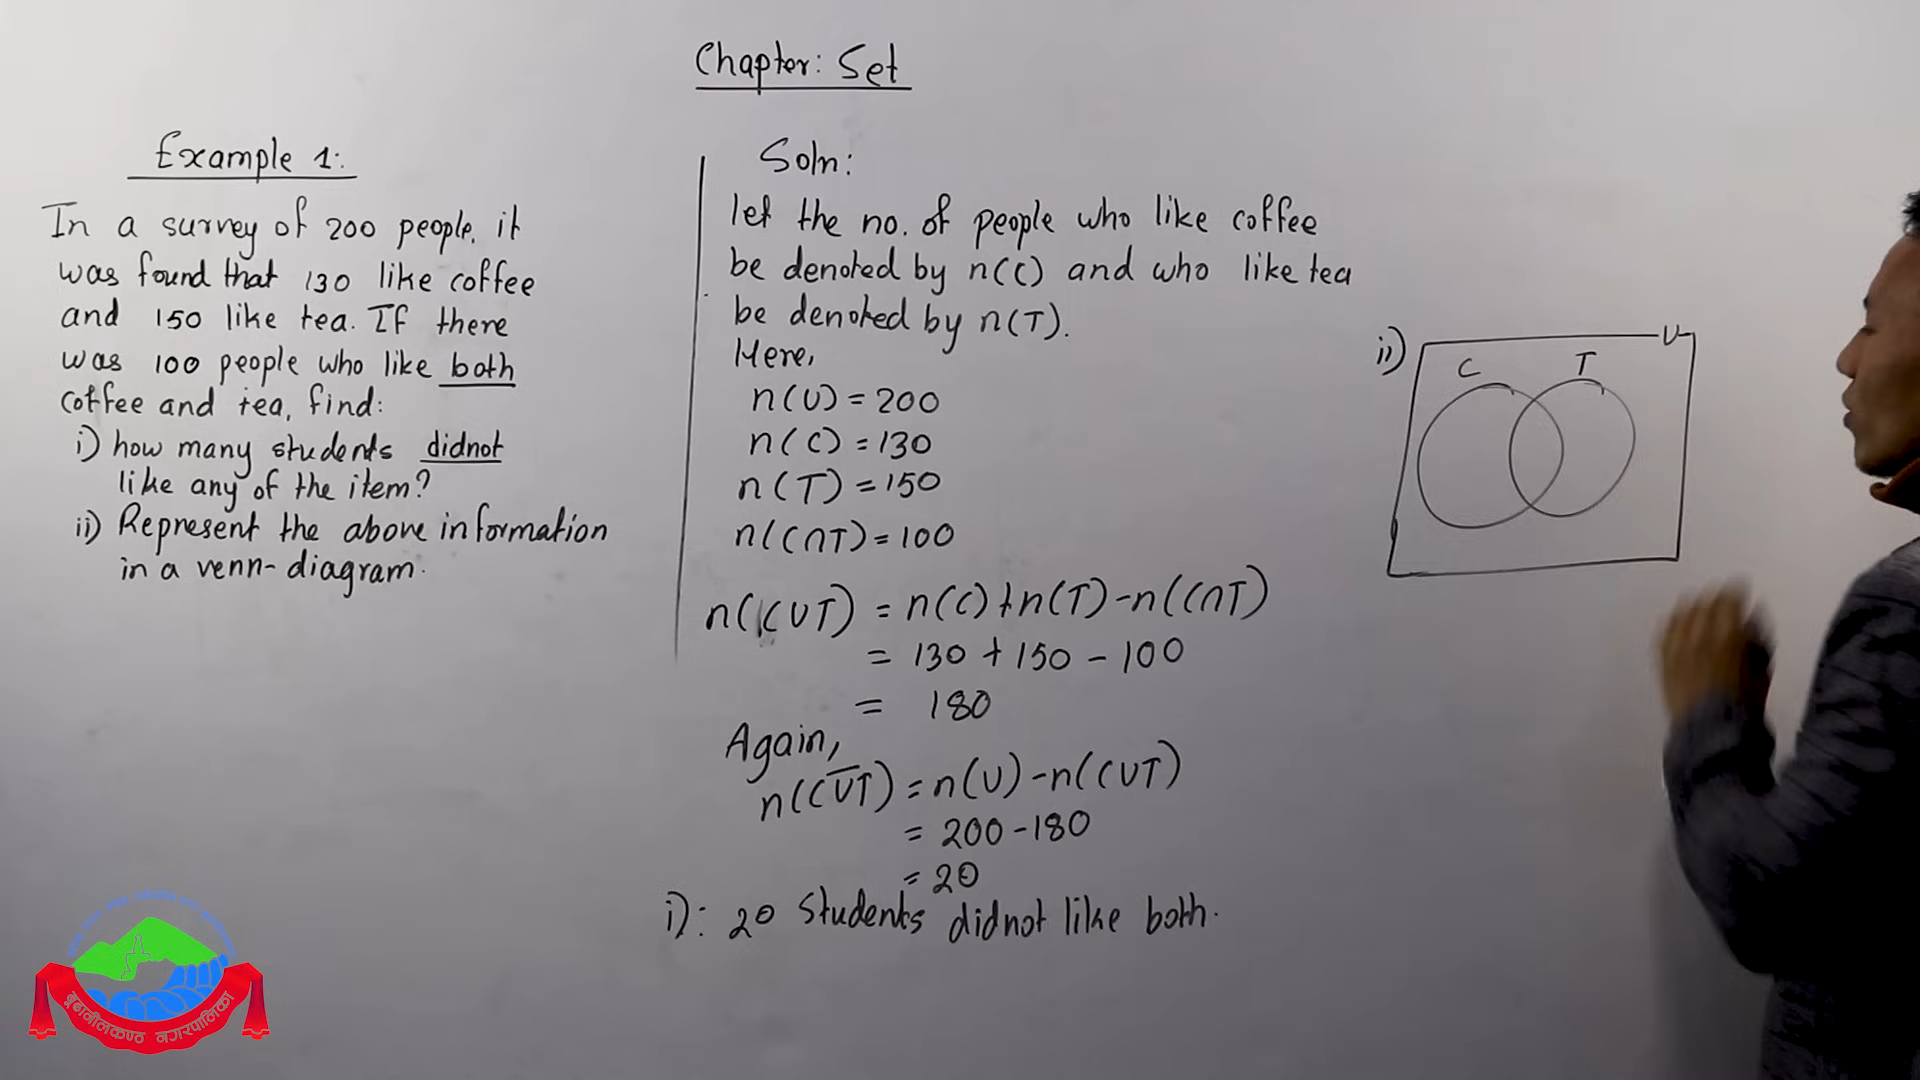 Chapter: Set
Example 1:
In a survey of 200 people, it
was found that 130 like coffee
and 150 like tea. If there
was 100 people who like both
coffee and tea, find:
i) how many students didnot
like any of the item?
ii) Represent the above information
in a venn-diagram.
Soln:
let the no. of people who like coffee
be denoted by n(C) and who like tea
be denoted by n(T).
Here,
n(U) = 200
n(C) = 130
n(T) = 150
n(C∩T) = 100
n(C∪T) = n(C) + n(T) - n(C∩T)
= 130 + 150 - 100
= 180
Again,
n(C∪̅T) = n(U) - n(C∪T)
= 200 - 180
= 20
i): 20 students didnot like both.
ii)
U
C T
बुढानीलकण्ठ नगरपालिका